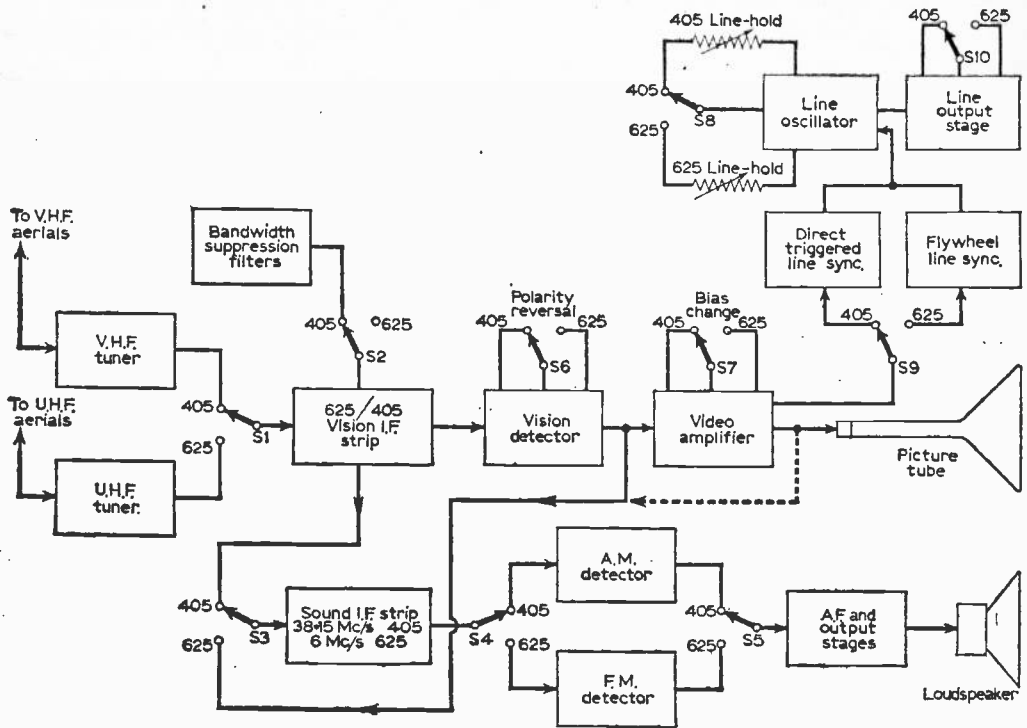 405 Line-hold
405
625
S10
405
S8
625
Line
oscillator
Line
output
stage
625 Line-hold
To V.H.F.
aerials
Bandwidth
suppression
filters
Direct
triggered
line sync.
Flywheel
line sync.
405
625
S2
Polarity
reversal
405
625
S6
Bias
change
405
625
S7
405
625
S9
V.H.F.
tuner
To U.H.F.
aerials
405
S1
625
625/405
Vision I.F.
strip
Vision
detector
Video
amplifier
Picture
tube
U.H.F.
tuner.
A.M.
detector
405
S3
625
Sound I.F. strip
38·15 Mc/s 405
6 Mc/s 625
S4
405
625
405
S5
625
A.F. and
output
stages
F.M.
detector
Loudspeaker